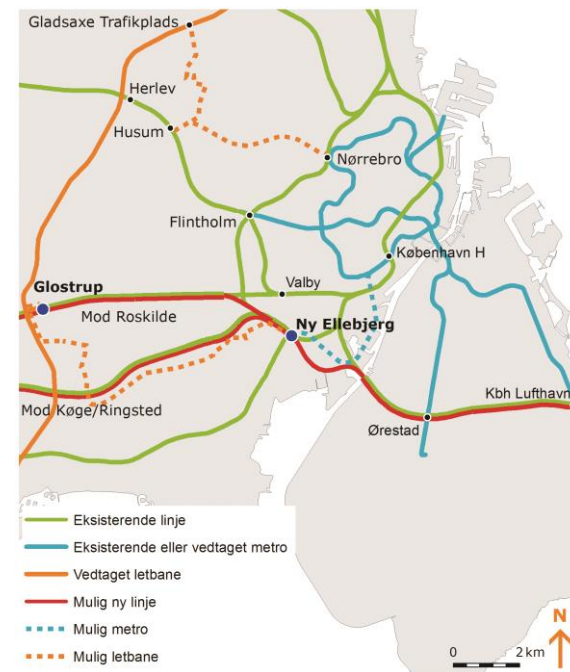 Gladsaxe Trafikplads
Herlev
Husum
Nørrebro
Flintholm
København H
Glostrup
Valby
Mod Roskilde
Ny Ellebjerg
Mod Køge/Ringsted
Kbh Lufthavn
Ørestad
Eksisterende linje
Eksisterende eller vedtaget metro
Vedtaget letbane
Mulig ny linje
Mulig metro
Mulig letbane
N
0 2 km